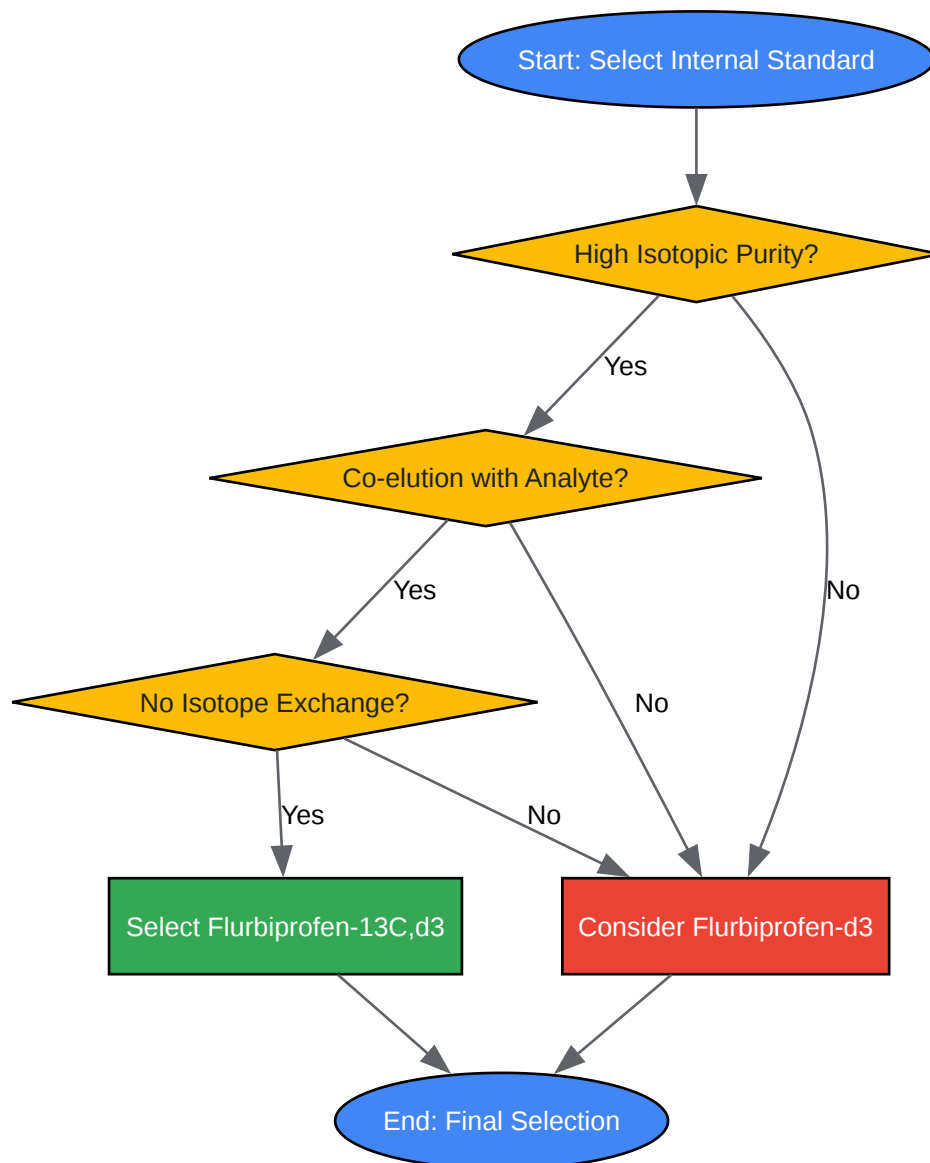 Start: Select Internal Standard
High Isotopic Purity?
Yes
Co-elution with Analyte?
Yes
No
No Isotope Exchange?
No
Yes
No
Select Flurbiprofen-13C,d3
Consider Flurbiprofen-d3
End: Final Selection